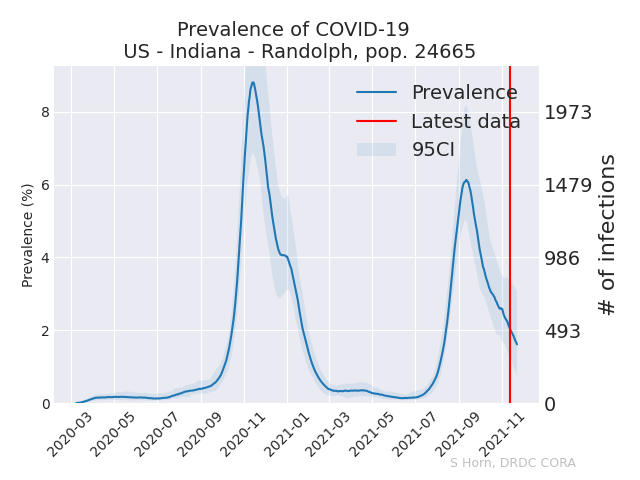 Prevalence of COVID-19
US - Indiana - Randolph, pop. 24665
Prevalence
Latest data
95CI
Prevalence (%)
8
6
4
2
0
# of infections
1973
1479
986
493
0
2020-03
2020-05
2020-07
2020-09
2020-11
2021-01
2021-03
2021-05
2021-07
2021-09
2021-11
S Horn, DRDC CORA